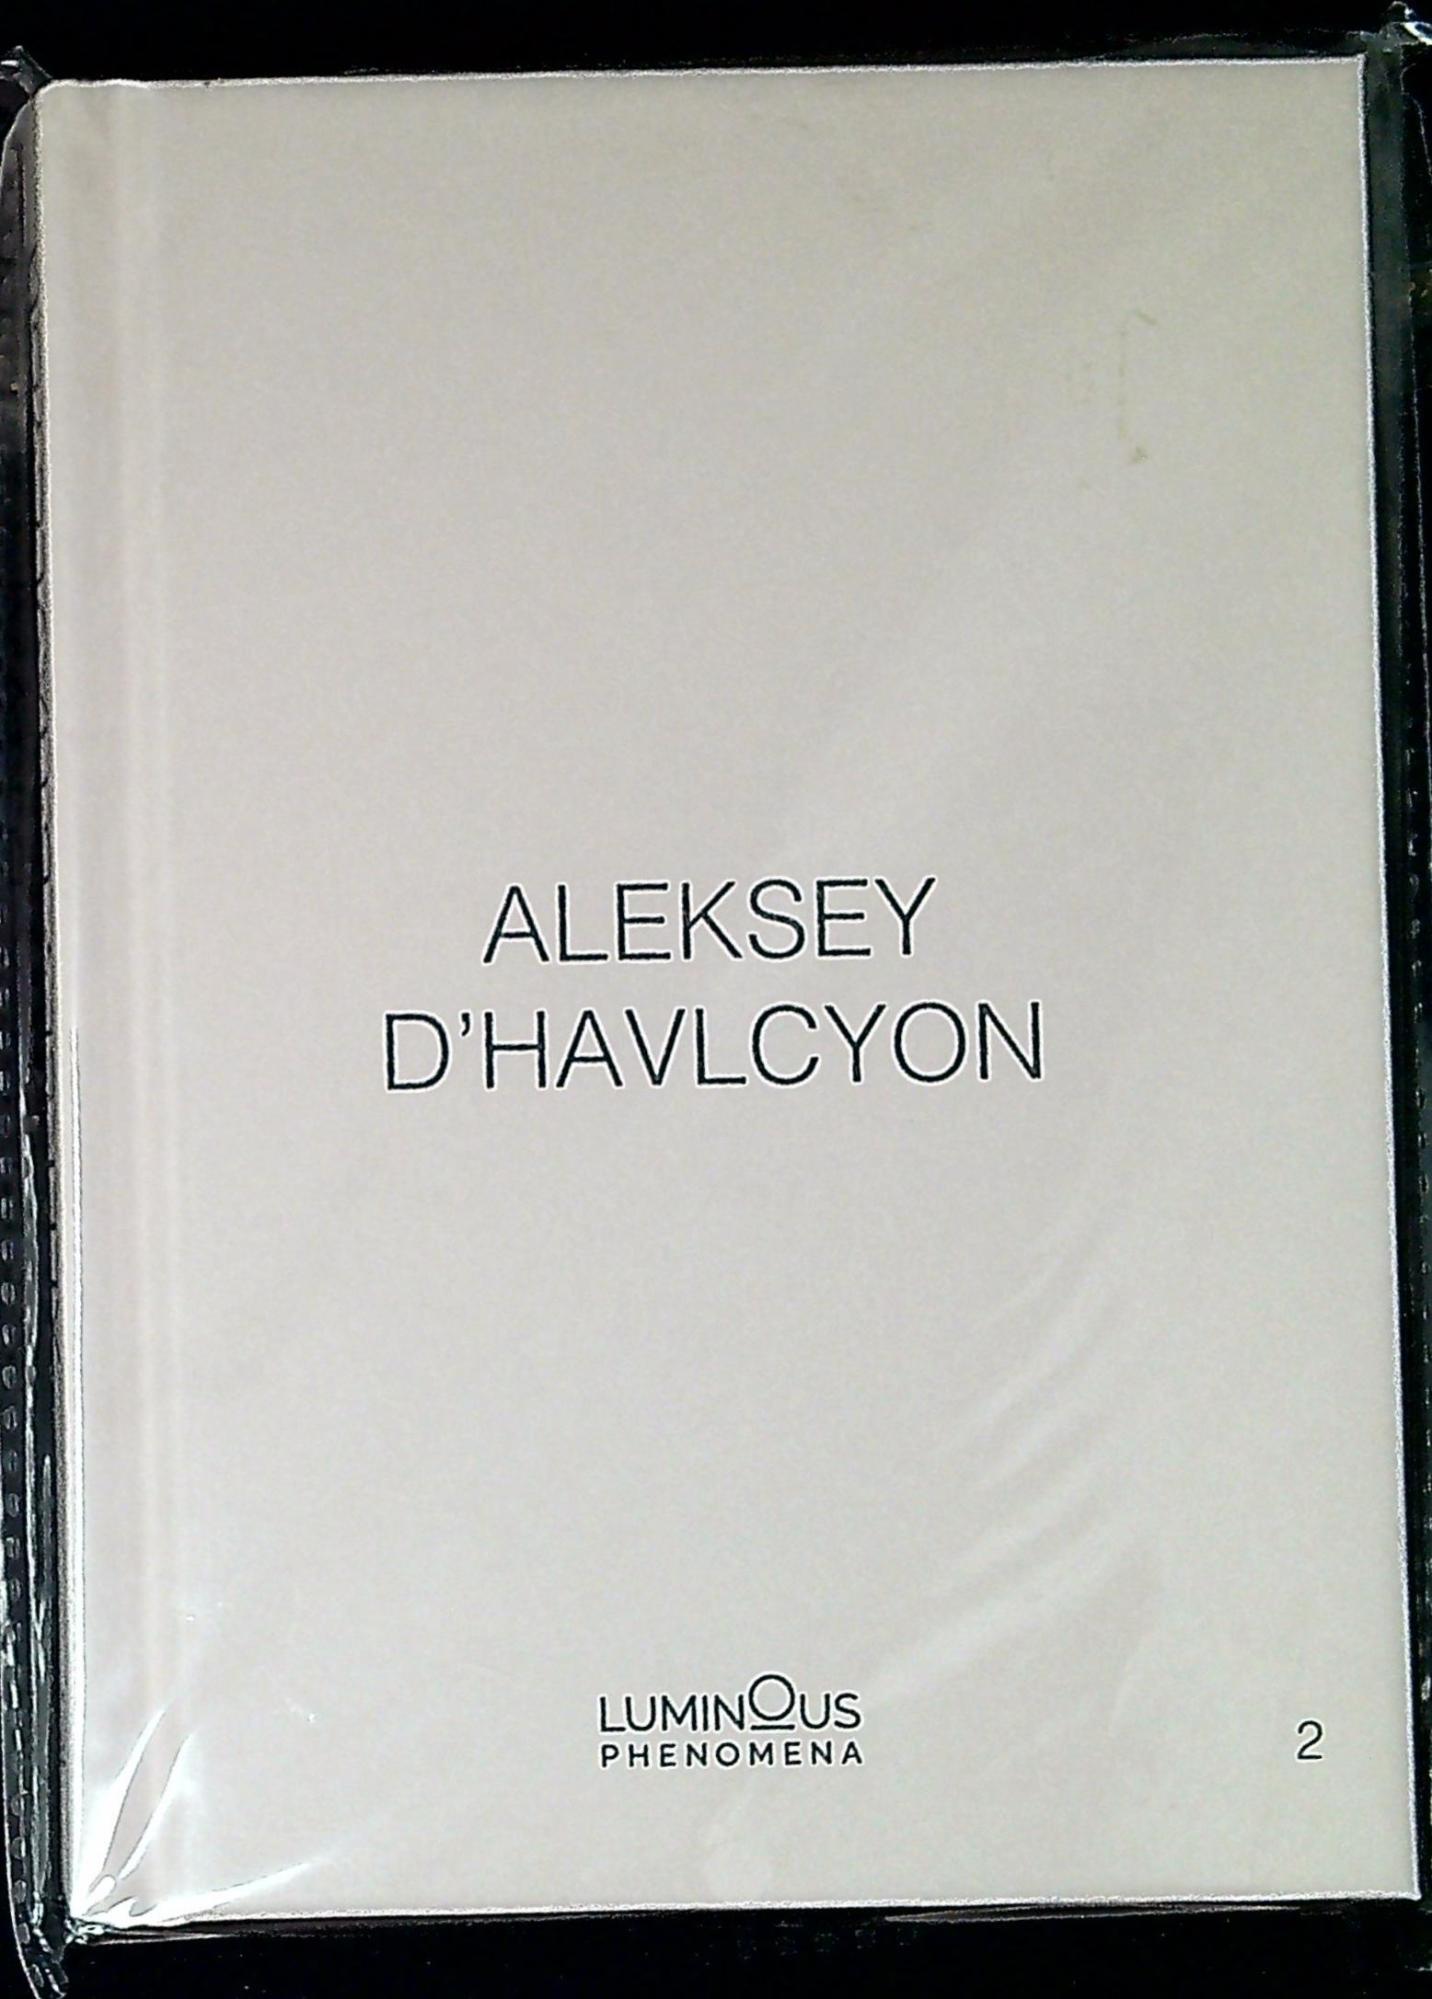 ALEKSEY
D’HAVLCYON
LUMINOUS
PHENOMENA
2